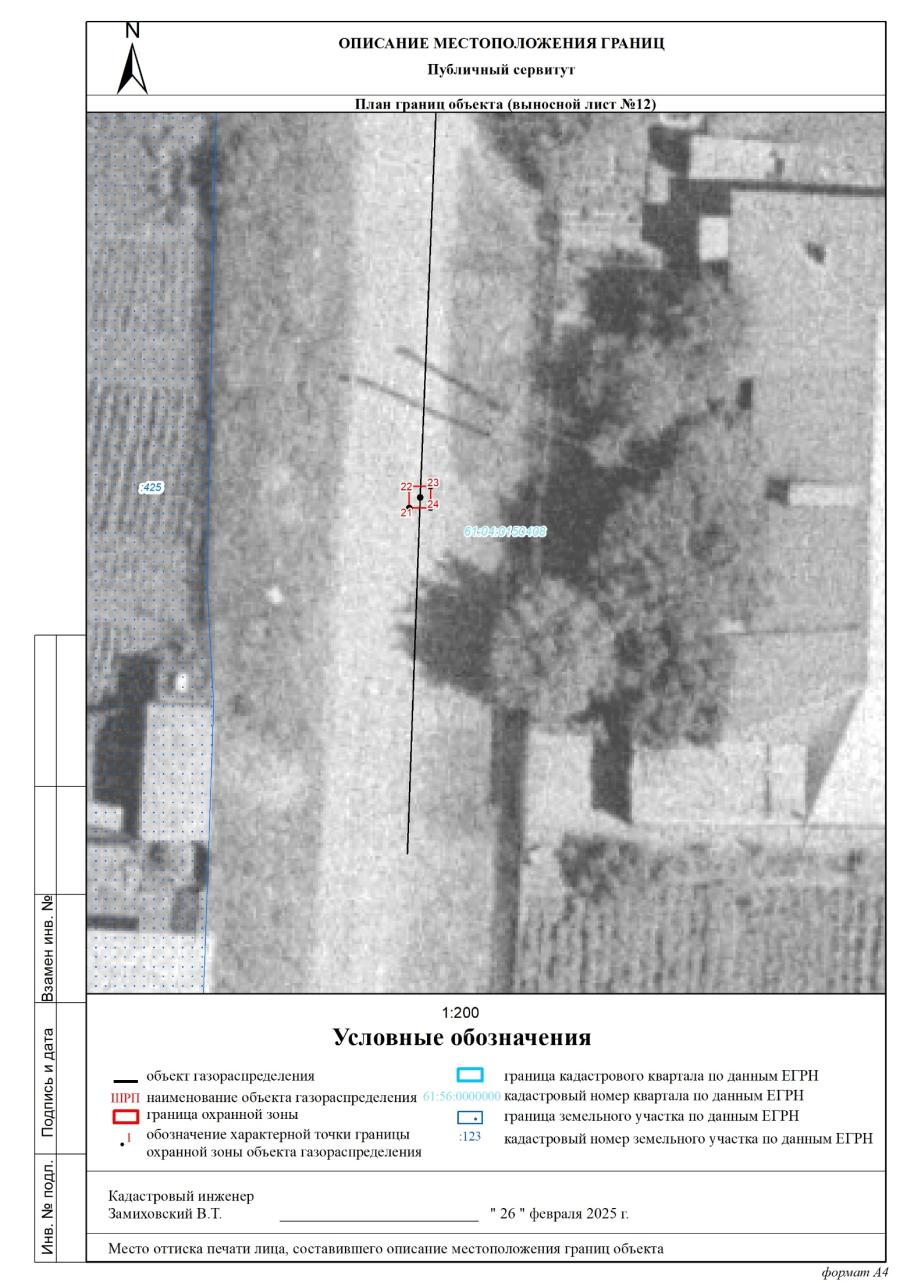 N
ОПИСАНИЕ МЕСТОПОЛОЖЕНИЯ ГРАНИЦ
Публичный сервитут
План границ объекта (выносной лист №12)
:425
22
23
21
24
61:04:0150408
1:200
Условные обозначения
объект газораспределения
ШРП наименование объекта газораспределения
граница охранной зоны
1 обозначение характерной точки границы
охранной зоны объекта газораспределения
граница кадастрового квартала по данным ЕГРН
61:56:0000000 кадастровый номер квартала по данным ЕГРН
граница земельного участка по данным ЕГРН
:123 кадастровый номер земельного участка по данным ЕГРН
Кадастровый инженер
Замиховский В.Т. " 26 " февраля 2025 г.
Место оттиска печати лица, составившего описание местоположения границ объекта
Взамен инв. №
Подпись и дата
Инв. № подл.
формат А4